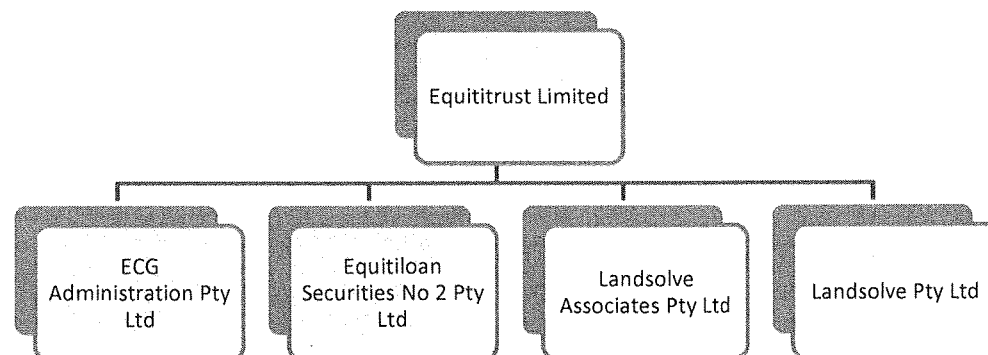 Equititrust Limited
ECG
Administration Pty
Ltd
Equitiloan
Securities No 2 Pty
Ltd
Landsolve
Associates Pty Ltd
Landsolve Pty Ltd